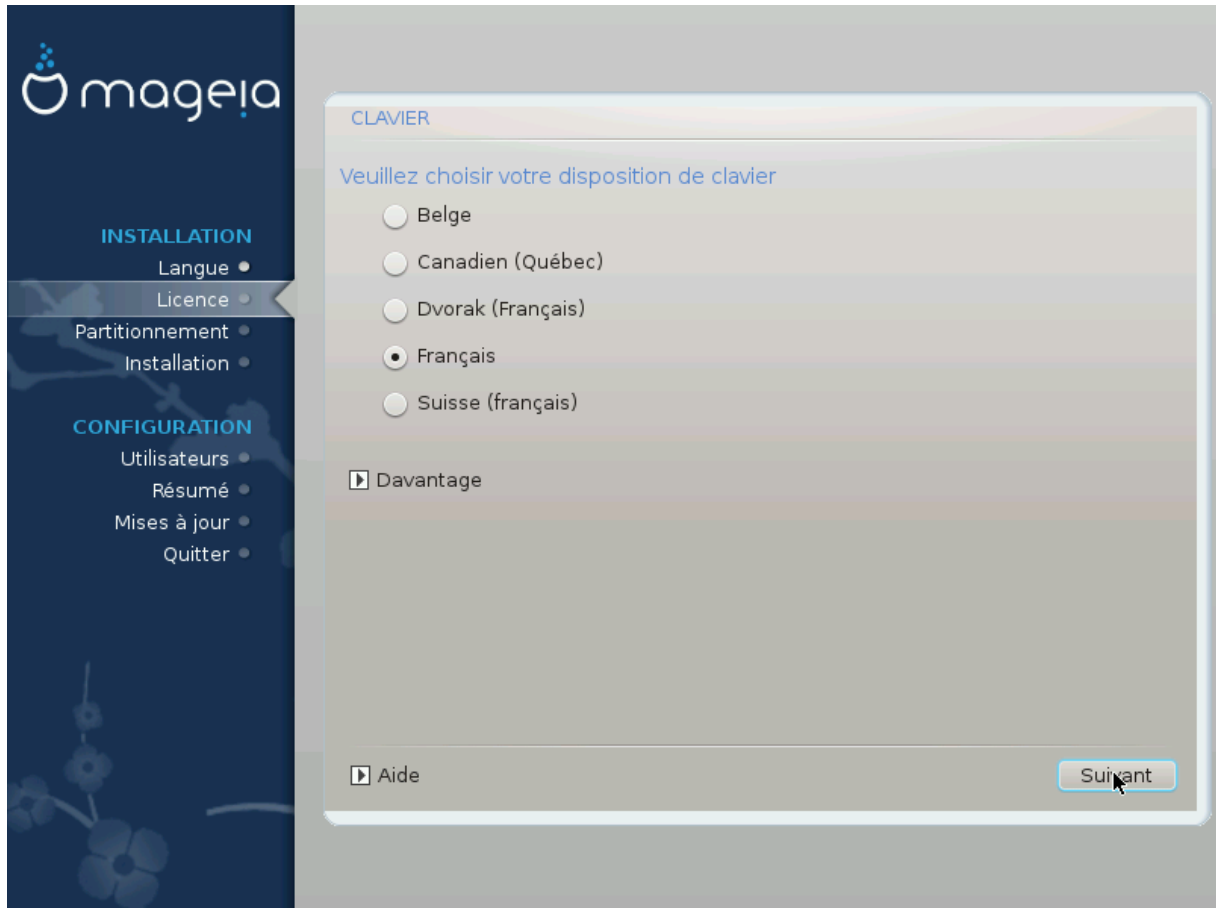 mageia
INSTALLATION
Langue
Licence
Partitionnement
Installation
CONFIGURATION
Utilisateurs
Résumé
Mises à jour
Quitter
CLAVIER
Veuillez choisir votre disposition de clavier
Belge
Canadien (Québec)
Dvorak (Français)
Français
Suisse (français)
Davantage
Aide
Suivant